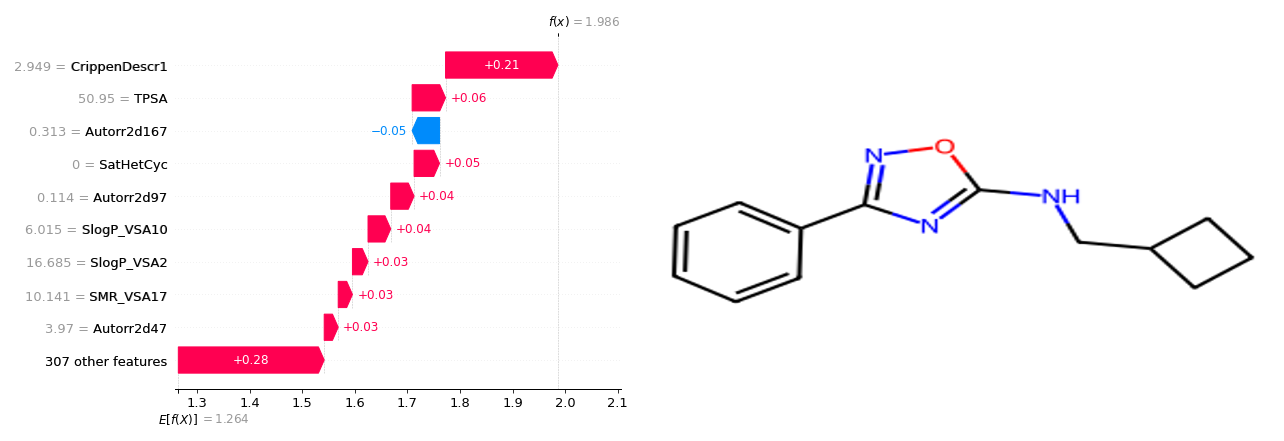 f(x) = 1.986
2.949 = CrippenDescr1
+0.21
50.95 = TPSA
+0.06
0.313 = Autorr2d167
−0.05
0 = SatHetCyc
+0.05
0.114 = Autorr2d97
+0.04
6.015 = SlogP_VSA10
+0.04
16.685 = SlogP_VSA2
+0.03
10.141 = SMR_VSA17
+0.03
3.97 = Autorr2d47
+0.03
307 other features
+0.28
1.3 1.4 1.5 1.6 1.7 1.8 1.9 2.0 2.1
E[f(X)] = 1.264
N O
N
NH